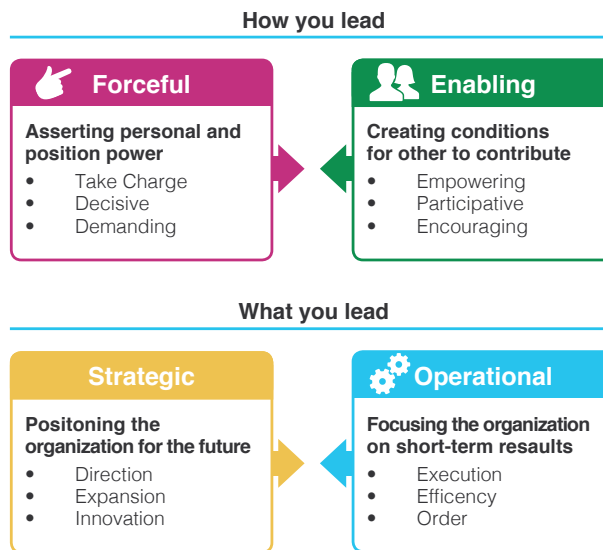 How you lead
Forceful
Asserting personal and
position power
• Take Charge
• Decisive
• Demanding
Enabling
Creating conditions
for other to contribute
• Empowering
• Participative
• Encouraging
What you lead
Strategic
Positoning the
organization for the future
• Direction
• Expansion
• Innovation
Operational
Focusing the organization
on short-term resaults
• Execution
• Efficency
• Order